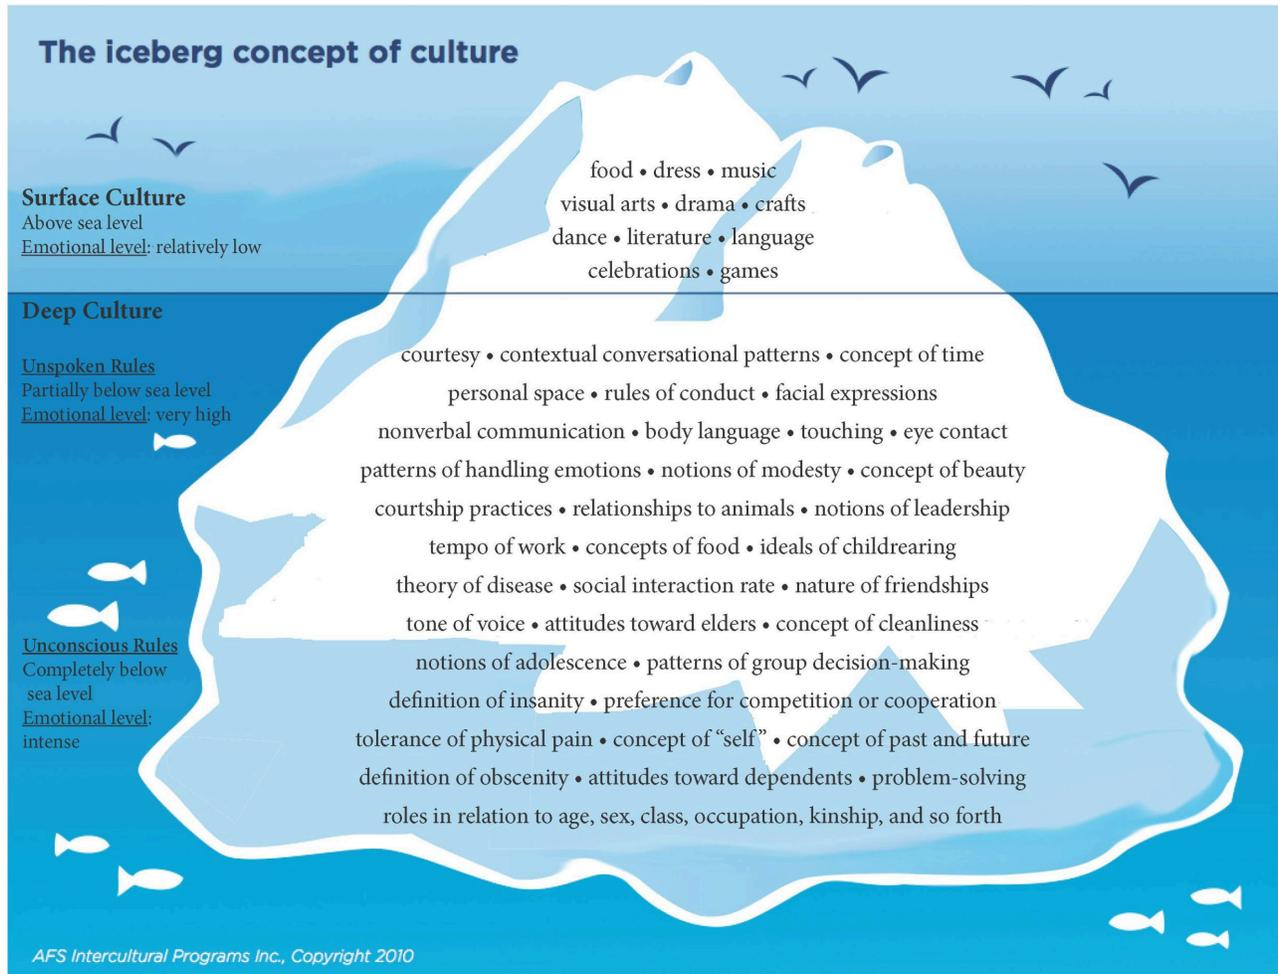 The iceberg concept of culture
food • dress • music
visual arts • drama • crafts
dance • literature • language
celebrations • games
Surface Culture
Above sea level
Emotional level: relatively low
Deep Culture
Unspoken Rules
Partially below sea level
Emotional level: very high
courtesy • contextual conversational patterns • concept of time
personal space • rules of conduct • facial expressions
nonverbal communication • body language • touching • eye contact
patterns of handling emotions • notions of modesty • concept of beauty
courtship practices • relationships to animals • notions of leadership
tempo of work • concepts of food • ideals of childrearing
theory of disease • social interaction rate • nature of friendships
tone of voice • attitudes toward elders • concept of cleanliness
notions of adolescence • patterns of group decision-making
definition of insanity • preference for competition or cooperation
tolerance of physical pain • concept of “self” • concept of past and future
definition of obscenity • attitudes toward dependents • problem-solving
roles in relation to age, sex, class, occupation, kinship, and so forth
Unconscious Rules
Completely below
sea level
Emotional level:
intense
AFS Intercultural Programs Inc., Copyright 2010